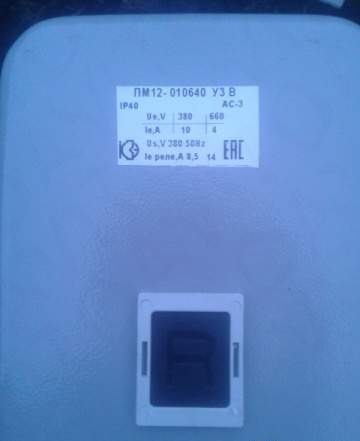 ПМ12-010640 У3 В
IP40 АС-3
Ue,V 380 660
Ie,A 10 4
Us,V 380 50Hz
Ie реле,А 8,5 14
EAC
R